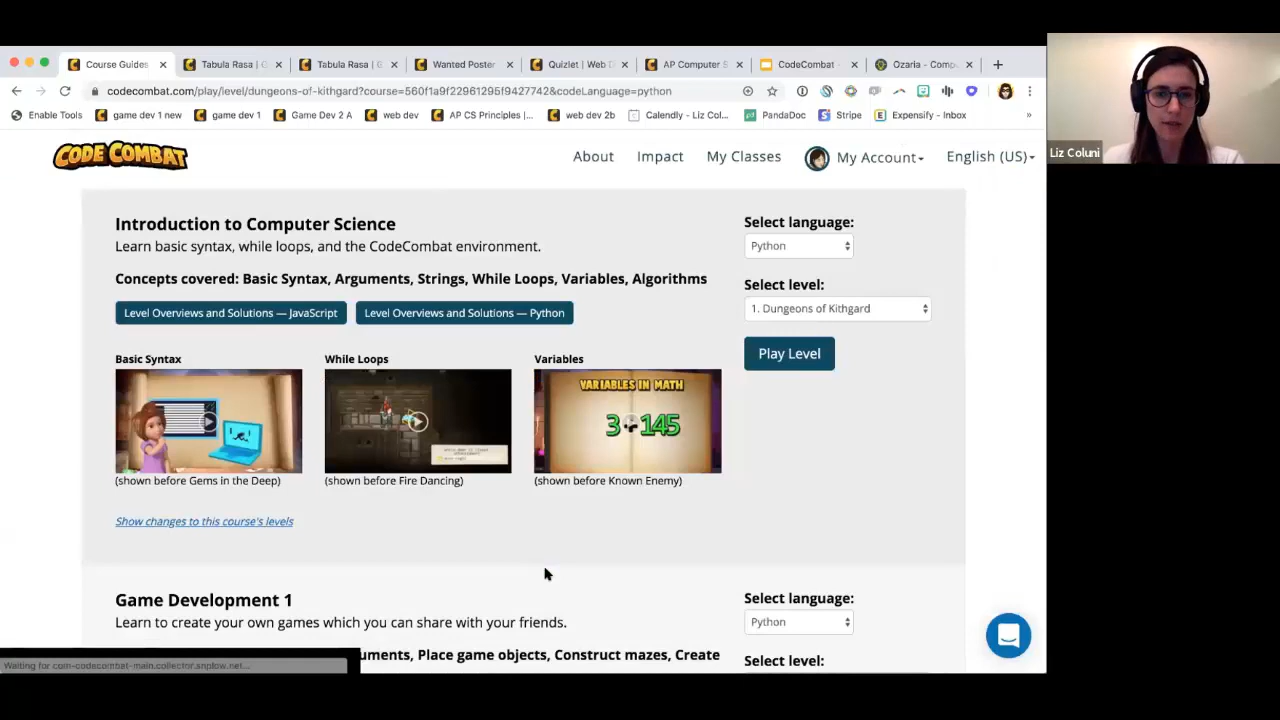 Course Guides
Tabula Rasa | G
Tabula Rasa | G
Wanted Poster
Quizlet | Web D
AP Computer S
CodeCombat -
Ozaria - Comp
codecombat.com/play/level/dungeons-of-kithgard?course=560f1a9f22961295f9427742&codeLanguage=python
Enable Tools
game dev 1 new
game dev 1
Game Dev 2 A
web dev
AP CS Principles |...
web dev 2b
Calendly - Liz Col...
PandaDoc
Stripe
Expensify - Inbox
»
CODE COMBAT
About
Impact
My Classes
My Account
English (US)
Liz Coluni
Introduction to Computer Science
Learn basic syntax, while loops, and the CodeCombat environment.
Concepts covered: Basic Syntax, Arguments, Strings, While Loops, Variables, Algorithms
Level Overviews and Solutions — JavaScript
Level Overviews and Solutions — Python
Select language:
Python
Select level:
1. Dungeons of Kithgard
Play Level
Basic Syntax
While Loops
Variables
VARIABLES IN MATH
3 + 145
(shown before Gems in the Deep)
(shown before Fire Dancing)
(shown before Known Enemy)
Show changes to this course's levels
Game Development 1
Learn to create your own games which you can share with your friends.
Select language:
Python
Select level:
Waiting for com-codecombat-main.collector.snplow.net...
uments, Place game objects, Construct mazes, Create